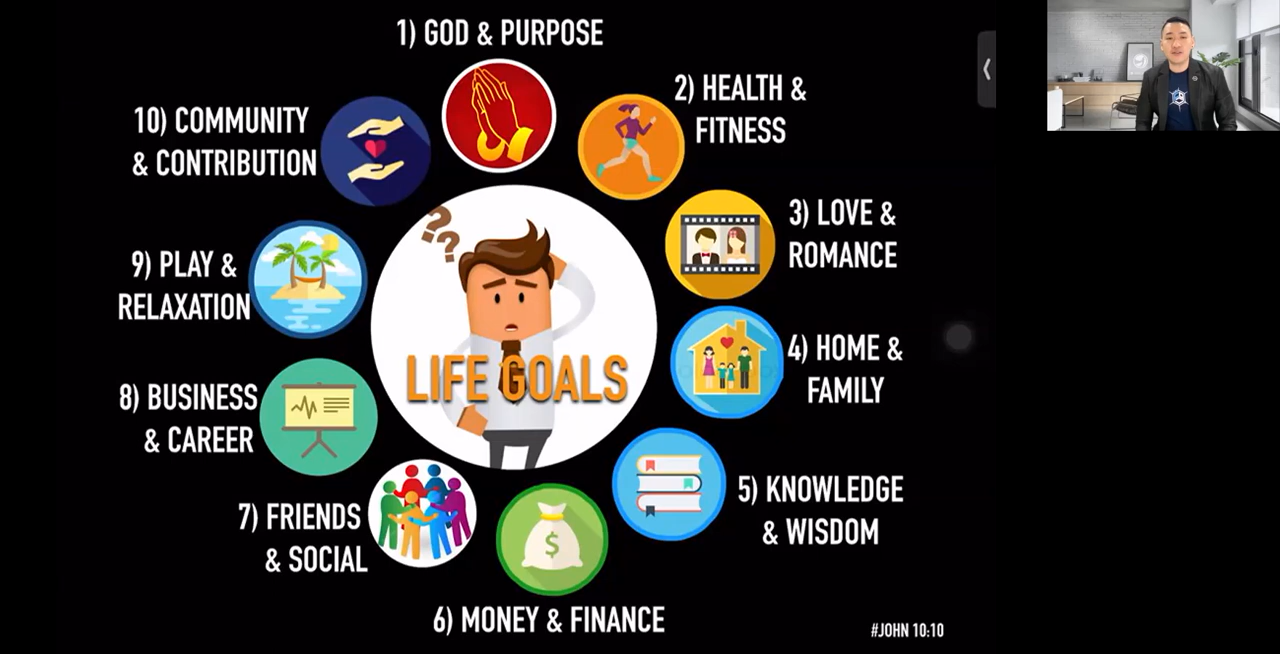 1) GOD & PURPOSE
2) HEALTH &
FITNESS
3) LOVE &
ROMANCE
4) HOME &
FAMILY
5) KNOWLEDGE
& WISDOM
6) MONEY & FINANCE
7) FRIENDS
& SOCIAL
8) BUSINESS
& CAREER
9) PLAY &
RELAXATION
10) COMMUNITY
& CONTRIBUTION
??
LIFE GOALS
$
#JOHN 10:10